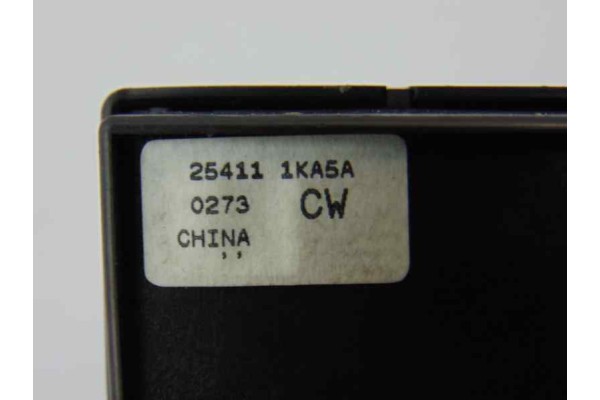 25411 1KA5A
0273 CW
CHINA
,,